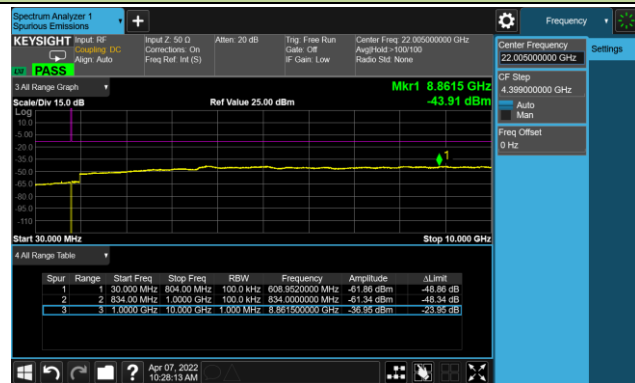 Spectrum Analyzer 1
Spurious Emissions
Frequency
KEYSIGHT
Input: RF
Coupling: DC
Align: Auto
Input Z: 50 Ω
Corrections: On
Freq Ref: Int (S)
Atten: 20 dB
Trig: Free Run
Gate: Off
IF Gain: Low
Center Freq: 22.005000000 GHz
Avg|Hold:>100/100
Radio Std: None
PASS
Center Frequency
22.005000000 GHz
Settings
CF Step
4.399000000 GHz
Auto
Man
Freq Offset
0 Hz
3 All Range Graph
Mkr1 8.8615 GHz
Scale/Div 15.0 dB
Ref Value 25.00 dBm
-43.91 dBm
Log
10.0
-5.00
-20.0
-35.0
-50.0
-65.0
-80.0
-95.0
-110
1
Start 30.000 MHz
Stop 10.000 GHz
4 All Range Table
Spur Range Start Freq Stop Freq RBW Frequency Amplitude ΔLimit
1 1 30.000 MHz 804.00 MHz 100.0 kHz 608.9520000 MHz -61.86 dBm -48.86 dB
2 2 834.00 MHz 1.0000 GHz 100.0 kHz 834.0000000 MHz -61.34 dBm -48.34 dB
3 3 1.0000 GHz 10.000 GHz 1.000 MHz 8.861500000 GHz -36.95 dBm -23.95 dB
?
Apr 07, 2022
10:28:13 AM